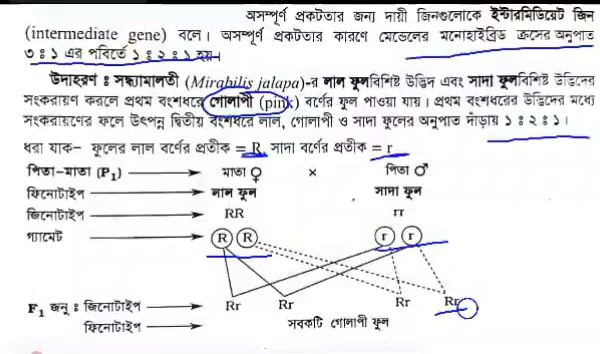 অসম্পূর্ণ প্রকটতার জন্য দায়ী জিনগুলোকে ইন্টারমিডিয়েট জিন
(intermediate gene) বলে। অসম্পূর্ণ প্রকটতার কারণে মেন্ডেলের মনোহাইব্রিড ক্রসের অনুপাত
৩ ঃ ১ এর পবির্তে ১ ঃ ২ ঃ ১ হয়।
উদাহরণ ঃ সন্ধ্যামালতী (Mirabilis jalapa)-র লাল ফুলবিশিষ্ট উদ্ভিদ এবং সাদা ফুলবিশিষ্ট উদ্ভিদের
সংকরায়ণ করলে প্রথম বংশধরে গোলাপী (pink) বর্ণের ফুল পাওয়া যায়। প্রথম বংশধরের উদ্ভিদের মধ্যে
সংকরায়ণের ফলে উৎপন্ন দ্বিতীয় বংশধরে লাল, গোলাপী ও সাদা ফুলের অনুপাত দাঁড়ায় ১ ঃ ২ ঃ ১।
ধরা যাক– ফুলের লাল বর্ণের প্রতীক = R, সাদা বর্ণের প্রতীক = r
পিতা-মাতা (P₁) মাতা ♀ × পিতা ♂
ফিনোটাইপ লাল ফুল সাদা ফুল
জিনোটাইপ RR rr
গ্যামেট R R r r
F₁ জনু ঃ জিনোটাইপ Rr Rr Rr Rr
ফিনোটাইপ সবকটি গোলাপী ফুল